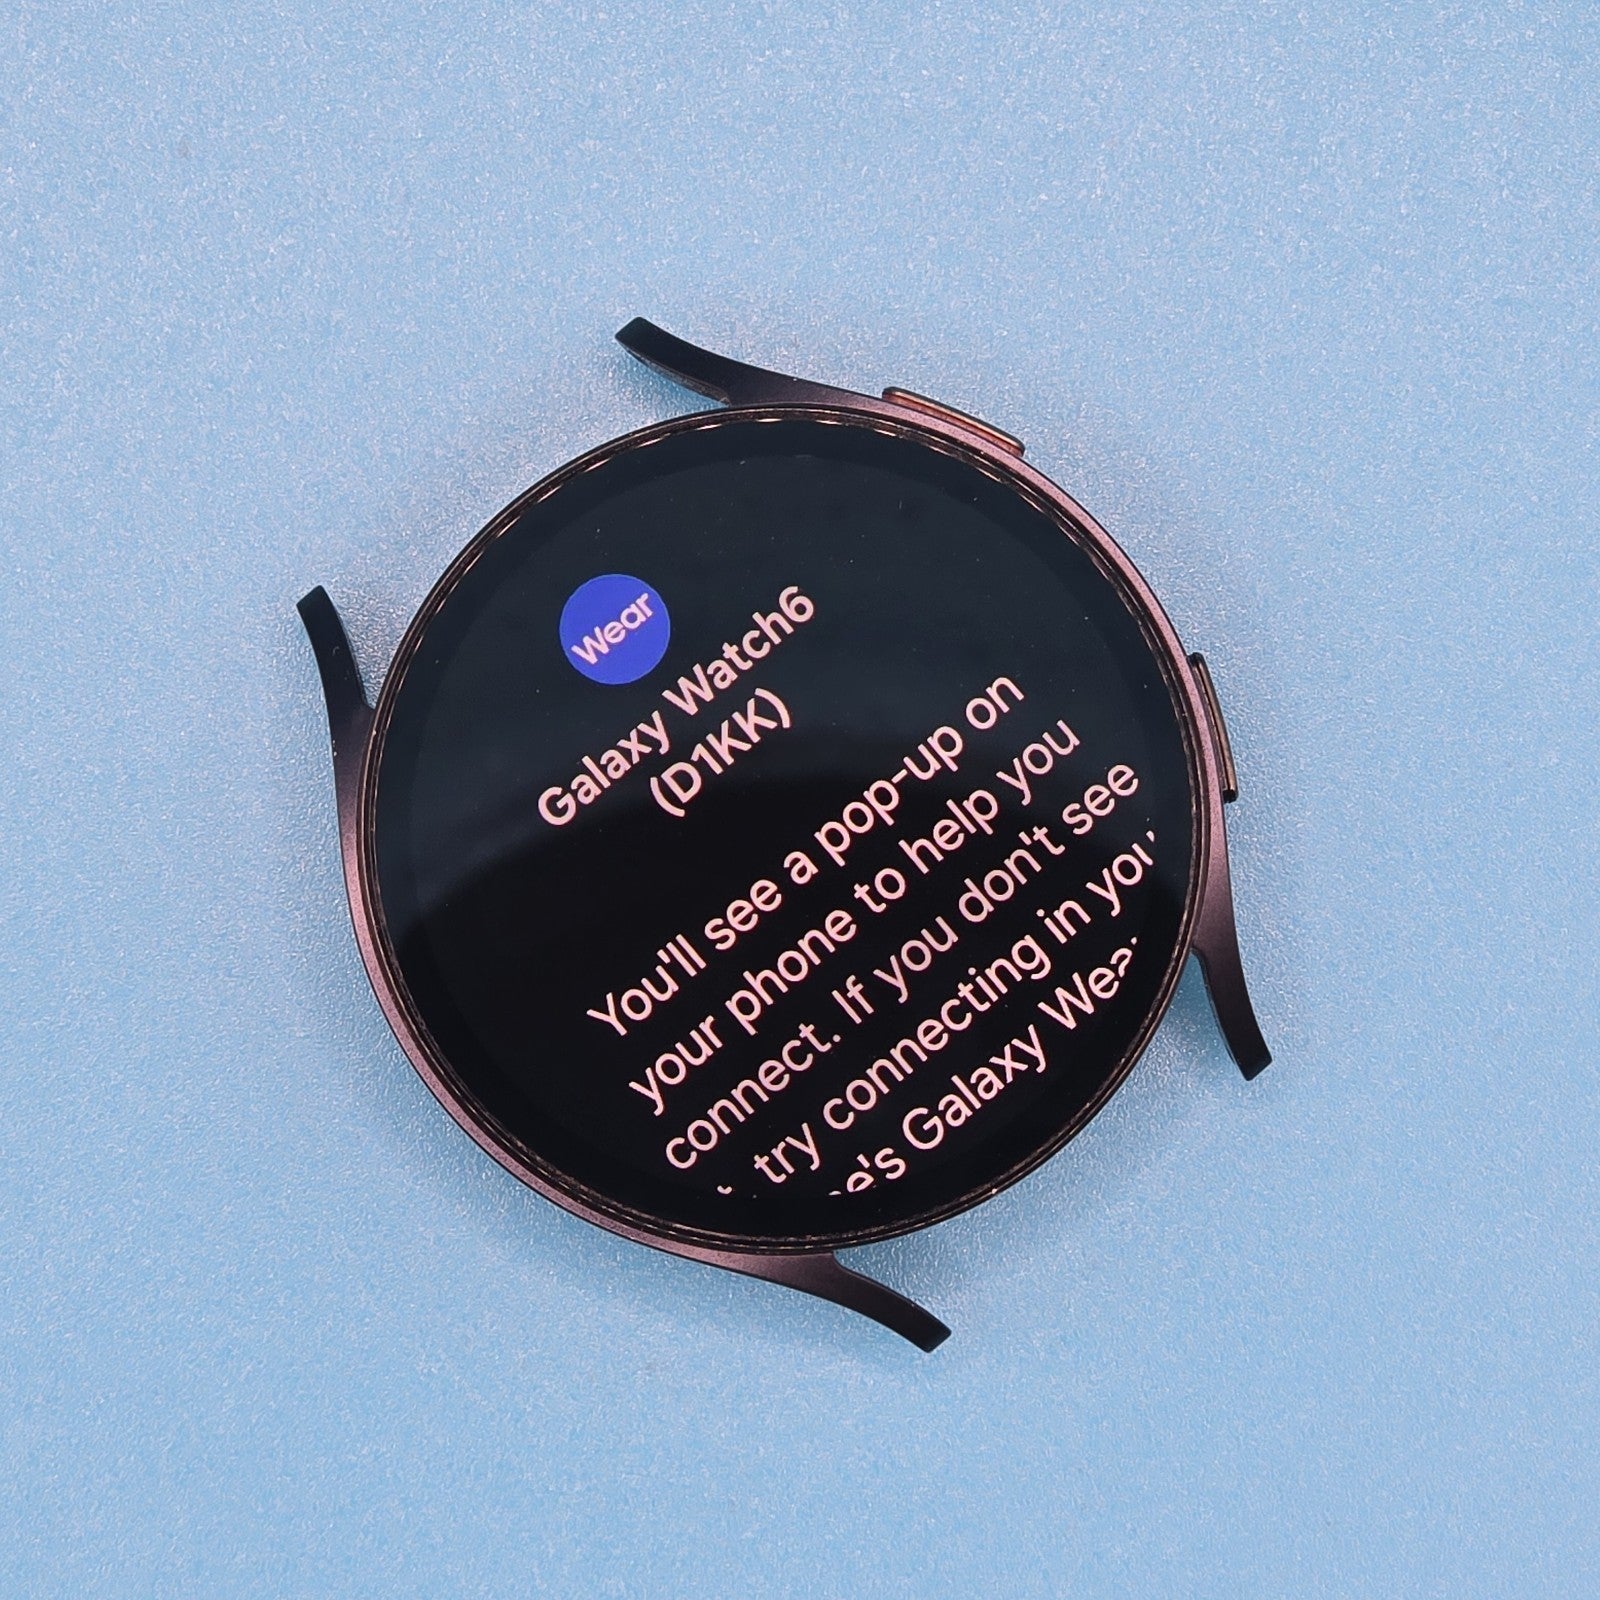 Wear
Galaxy Watch6
(D1KK)
You'll see a pop-up on
your phone to help you
connect. If you don't see
try connecting in
Galaxy